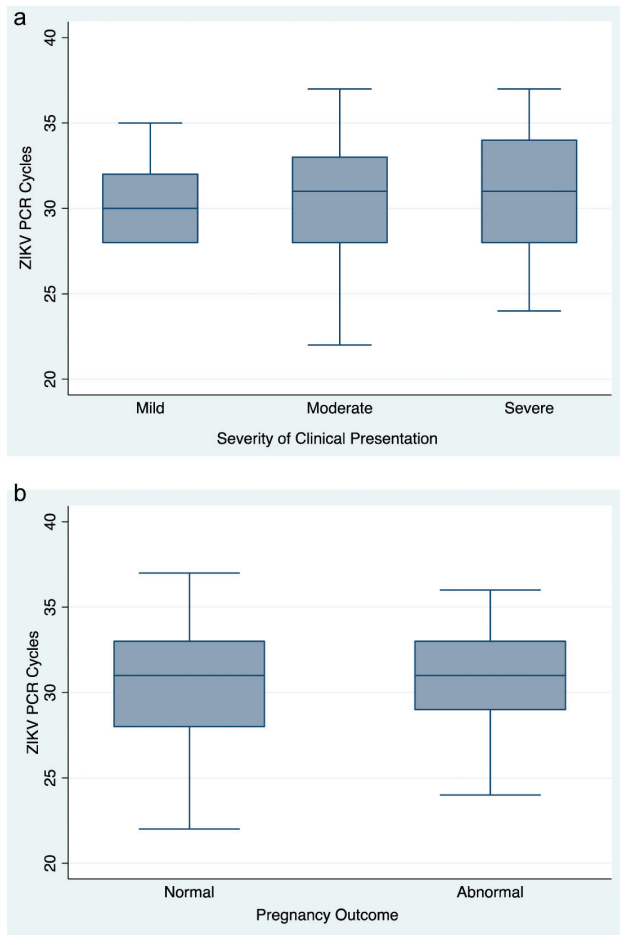 a
40
35
30
25
20
ZIKV PCR Cycles
Mild Moderate Severe
Severity of Clinical Presentation
b
40
35
30
25
20
ZIKV PCR Cycles
Normal Abnormal
Pregnancy Outcome